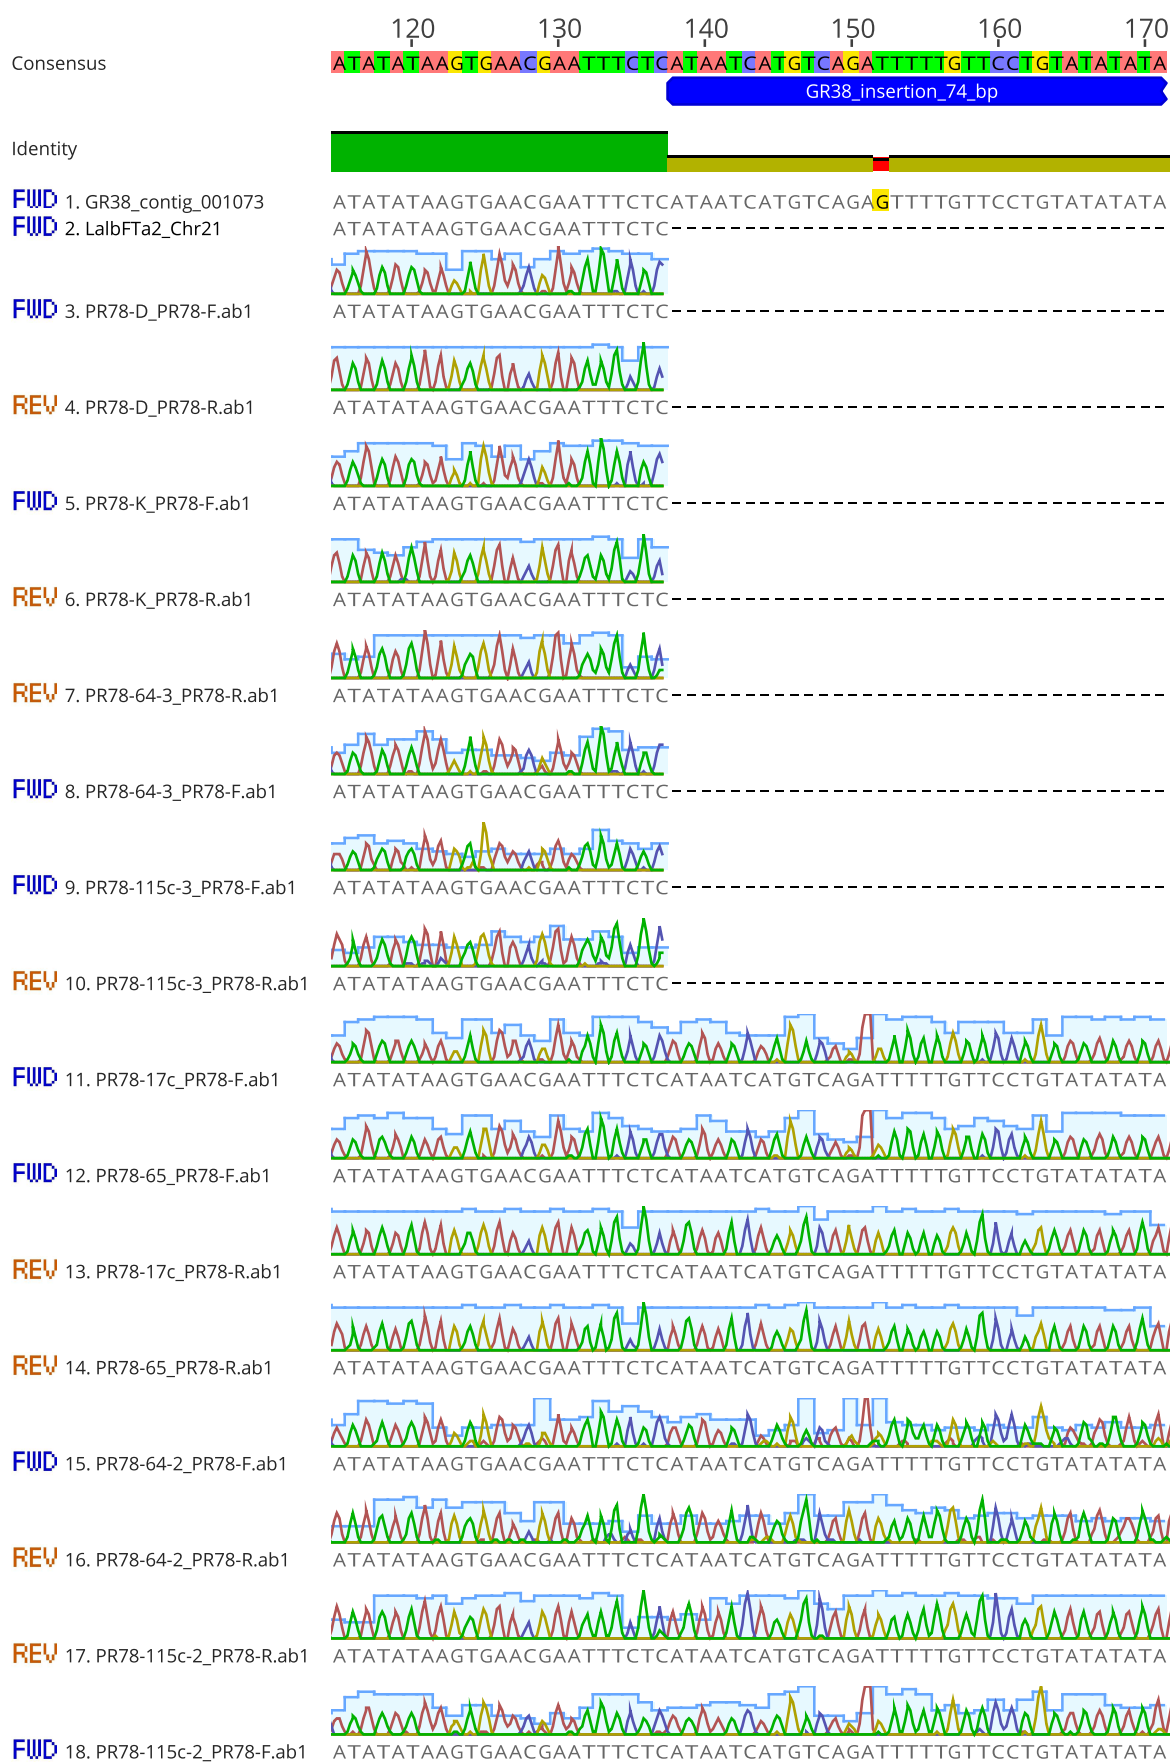 120 130 140 150 160 170
Consensus ATATATAAGTGAACGAATTTCTCATAATCATGTCAGATTTTTGTTCCTGTATATATA
GR38_insertion_74_bp
Identity
FWD 1. GR38_contig_001073 ATATATAAGTGAACGAATTTCTCATAATCATGTCAGAGTTTTGTTCCTGTATATATA
FWD 2. LalbFTa2_Chr21 ATATATAAGTGAACGAATTTCTC----------------------------------
FWD 3. PR78-D_PR78-F.ab1 ATATATAAGTGAACGAATTTCTC----------------------------------
REV 4. PR78-D_PR78-R.ab1 ATATATAAGTGAACGAATTTCTC----------------------------------
FWD 5. PR78-K_PR78-F.ab1 ATATATAAGTGAACGAATTTCTC----------------------------------
REV 6. PR78-K_PR78-R.ab1 ATATATAAGTGAACGAATTTCTC----------------------------------
REV 7. PR78-64-3_PR78-R.ab1 ATATATAAGTGAACGAATTTCTC----------------------------------
FWD 8. PR78-64-3_PR78-F.ab1 ATATATAAGTGAACGAATTTCTC----------------------------------
FWD 9. PR78-115c-3_PR78-F.ab1 ATATATAAGTGAACGAATTTCTC----------------------------------
REV 10. PR78-115c-3_PR78-R.ab1 ATATATAAGTGAACGAATTTCTC----------------------------------
FWD 11. PR78-17c_PR78-F.ab1 ATATATAAGTGAACGAATTTCTCATAATCATGTCAGATTTTTGTTCCTGTATATATA
FWD 12. PR78-65_PR78-F.ab1 ATATATAAGTGAACGAATTTCTCATAATCATGTCAGATTTTTGTTCCTGTATATATA
REV 13. PR78-17c_PR78-R.ab1 ATATATAAGTGAACGAATTTCTCATAATCATGTCAGATTTTTGTTCCTGTATATATA
REV 14. PR78-65_PR78-R.ab1 ATATATAAGTGAACGAATTTCTCATAATCATGTCAGATTTTTGTTCCTGTATATATA
FWD 15. PR78-64-2_PR78-F.ab1 ATATATAAGTGAACGAATTTCTCATAATCATGTCAGATTTTTGTTCCTGTATATATA
REV 16. PR78-64-2_PR78-R.ab1 ATATATAAGTGAACGAATTTCTCATAATCATGTCAGATTTTTGTTCCTGTATATATA
REV 17. PR78-115c-2_PR78-R.ab1 ATATATAAGTGAACGAATTTCTCATAATCATGTCAGATTTTTGTTCCTGTATATATA
FWD 18. PR78-115c-2_PR78-F.ab1 ATATATAAGTGAACGAATTTCTCATAATCATGTCAGATTTTTGTTCCTGTATATATA